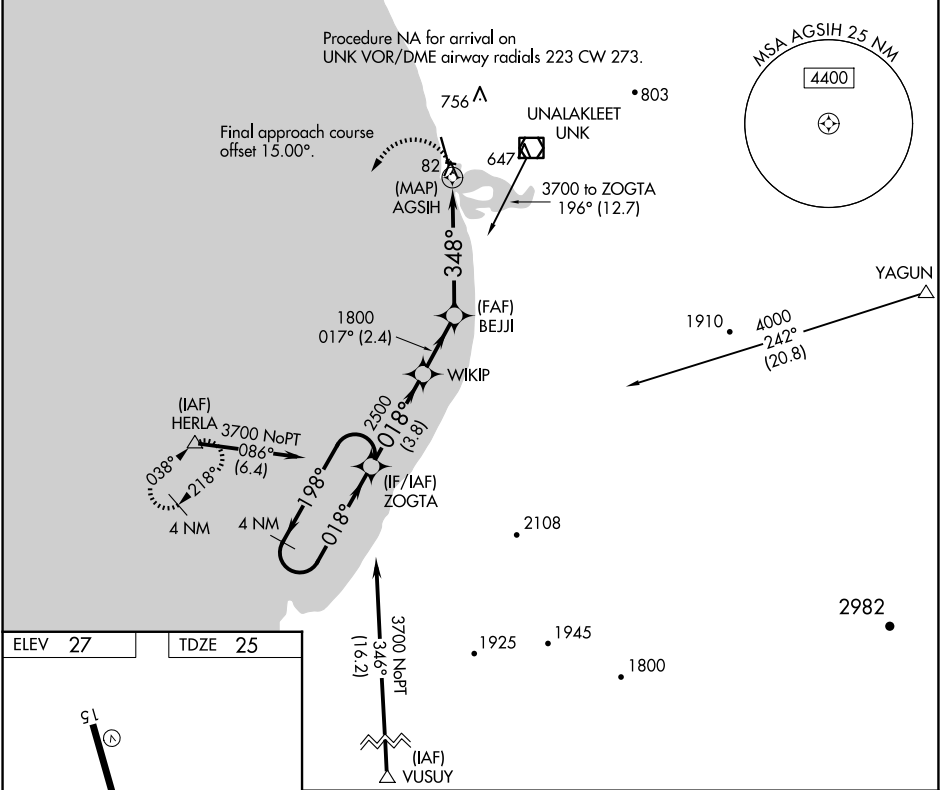 Procedure NA for arrival on
UNK VOR/DME airway radials 223 CW 273.
MSA AGSIH 25 NM
4400
756
803
UNALAKLEET
UNK
Final approach course
offset 15.00°.
82
647
(MAP)
AGSIH
3700 to ZOGTA
196° (12.7)
348°
YAGUN
(FAF)
BEJJI
1800
017° (2.4)
1910
4000
242°
(20.8)
WIKIP
(IAF)
HERLA
3700 NoPT
086°
(6.4)
2500
018°
(3.8)
038°
218°
4 NM
198°
018°
4 NM
(IF/IAF)
ZOGTA
2108
2982
3700 NoPT
346°
(16.2)
1925
1945
1800
(IAF)
VUSUY
ELEV 27
TDZE 25
15
V